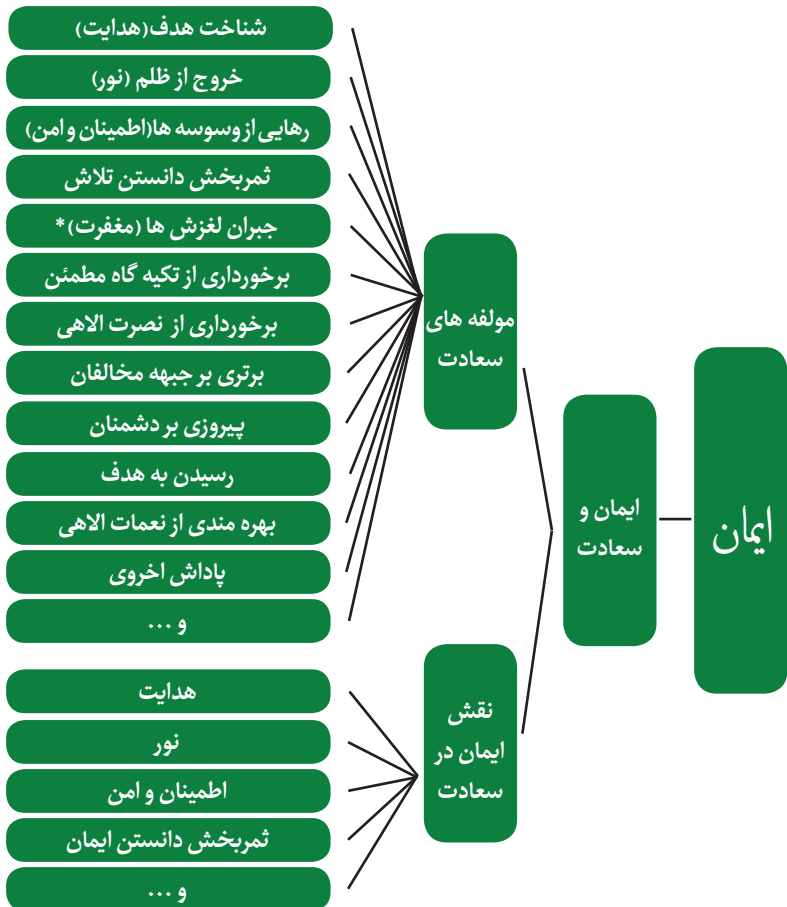 ایمان
ایمان و
سعادت
مولفه های
سعادت
شناخت هدف(هدایت)
خروج از ظلم (نور)
رهایی از وسوسه ها(اطمینان و امن)
ثمربخش دانستن تلاش
جبران لغزش ها (مغفرت)*
برخورداری از تکیه گاه مطمئن
برخورداری از نصرت الاهی
برتری بر جبهه مخالفان
پیروزی بر دشمنان
رسیدن به هدف
بهره مندی از نعمات الاهی
پاداش اخروی
و ...
نقش
ایمان در
سعادت
هدایت
نور
اطمینان و امن
ثمربخش دانستن ایمان
و ...